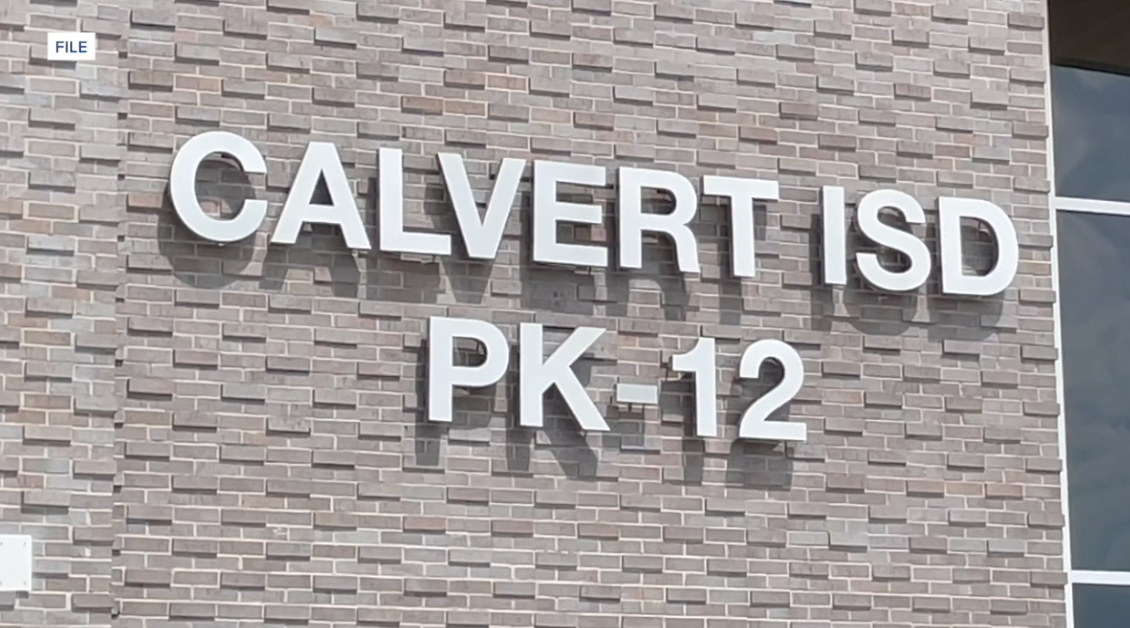 FILE
CALVERT ISD
PK-12